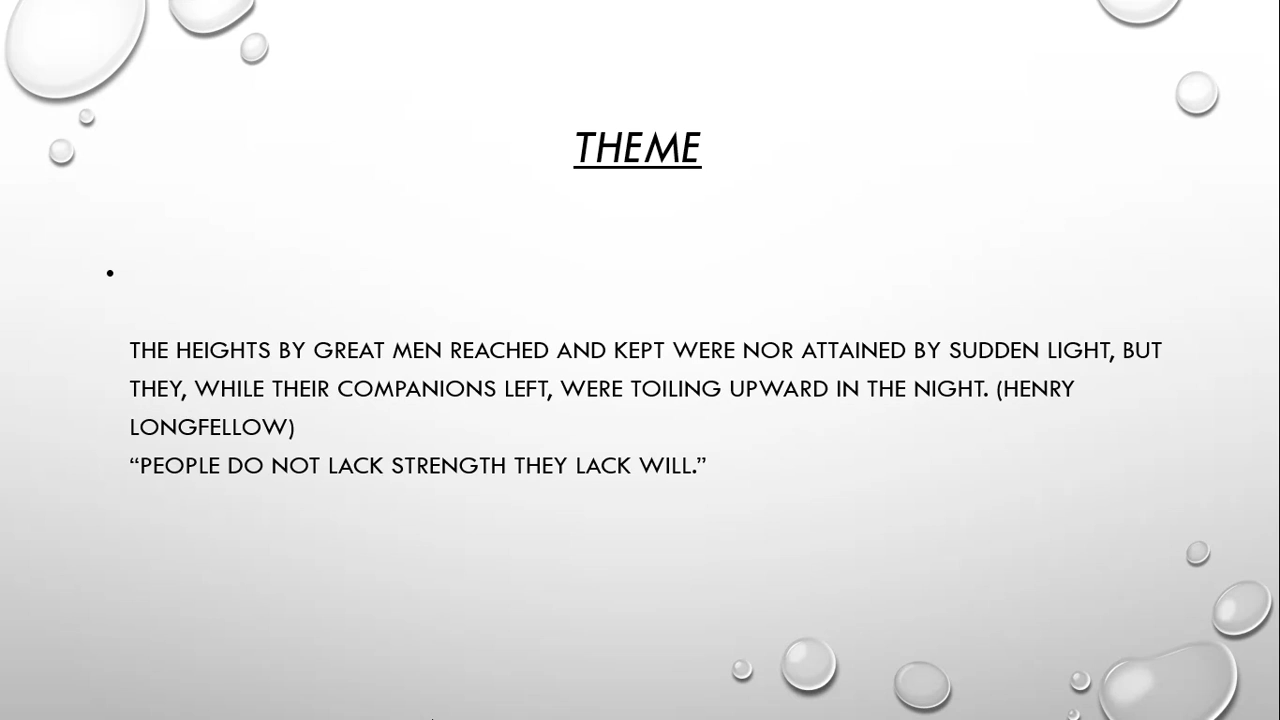 THEME
•
THE HEIGHTS BY GREAT MEN REACHED AND KEPT WERE NOR ATTAINED BY SUDDEN LIGHT, BUT
THEY, WHILE THEIR COMPANIONS LEFT, WERE TOILING UPWARD IN THE NIGHT. (HENRY
LONGFELLOW)
“PEOPLE DO NOT LACK STRENGTH THEY LACK WILL.”